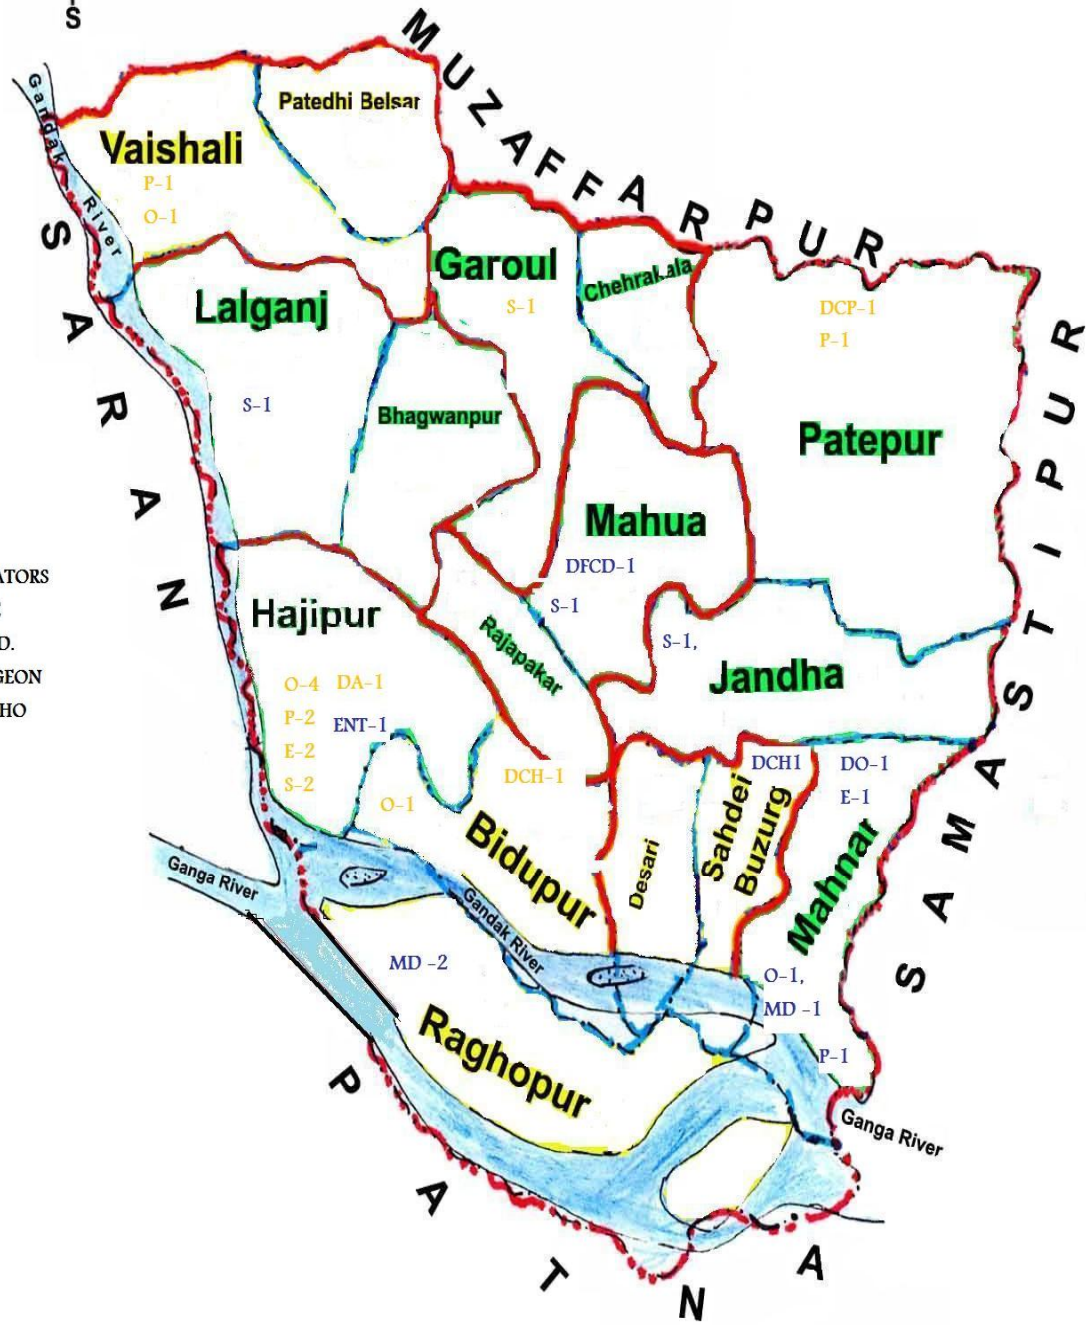 S
MUZAFFARPUR
Gandak
River
Patedhi Belsar
Vaishali
P-1
O-1
SARAN
Garoul
S-1
Chehrakala
Lalganj
S-1
DCP-1
P-1
SAMASTIPUR
Bhagwanpur
Patepur
Mahua
DFCD-1
S-1
S-1,
ATORS
D.
GEON
HO
Hajipur
Rajapakar
Jandha
O-4 DA-1
P-2
ENT-1
E-2
S-2
O-1
DCH-1
DCH1
DO-1
E-1
Bidupur
Desari
Sahdei
Buzurg
Mahnar
Ganga River
Gandak River
MD -2
O-1,
MD -1
Raghopur
P-1
Ganga River
PATNA